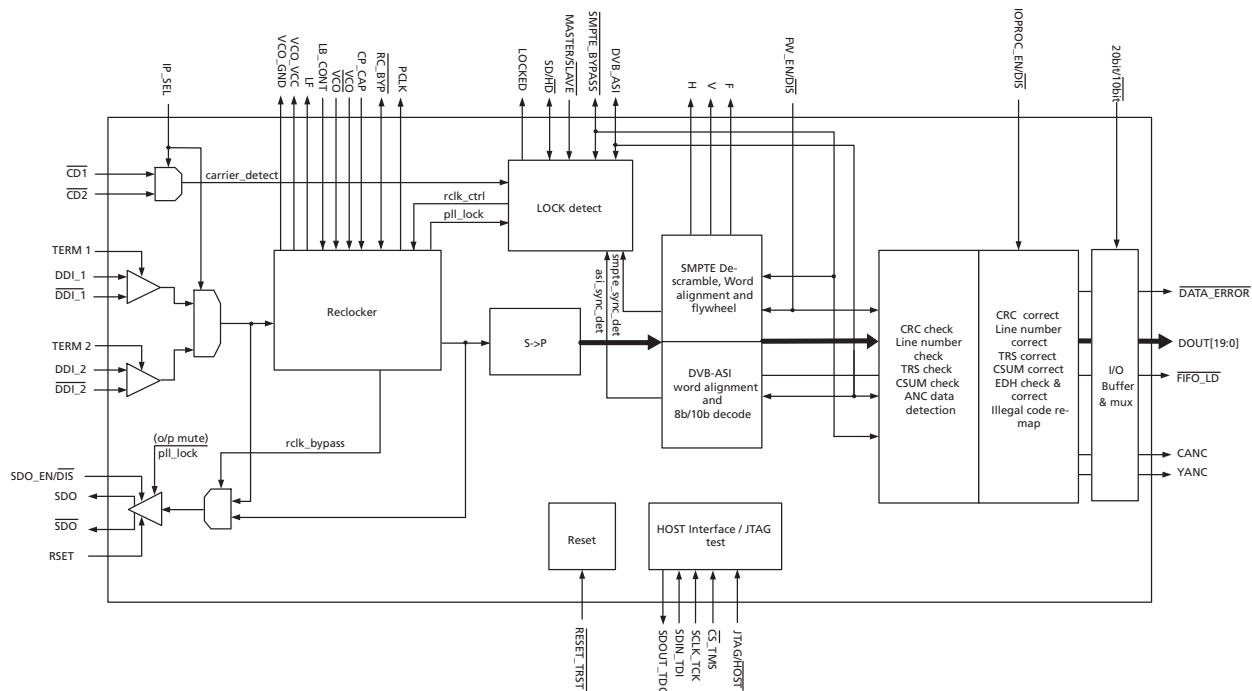 IP_SEL
VCO_GND
VCO_VCC
LF
LB_CONT
VCO
VCO
CP_CAP
RC_BYP
PCLK
LOCKED
SD/HD
MASTER/SLAVE
SMPTE_BYPASS
DVB_ASI
H
V
F
FW_EN/DIS
IOPROC_EN/DIS
20bit/10bit
CD1
CD2
carrier_detect
rclk_ctrl
pll_lock
LOCK detect
TERM 1
DDI_1
DDI_1
TERM 2
DDI_2
DDI_2
Reclocker
S->P
asi_sync_det
smpte_sync_det
SMPTE De-
scramble, Word
alignment and
flywheel
DVB-ASI
word alignment
and
8b/10b decode
CRC check
Line number
check
TRS check
CSUM check
ANC data
detection
CRC correct
Line number
correct
TRS correct
CSUM correct
EDH check &
correct
Illegal code re-
map
I/O
Buffer
& mux
DATA_ERROR
DOUT[19:0]
FIFO_LD
CANC
YANC
rclk_bypass
(o/p mute)
pll_lock
SDO_EN/DIS
SDO
SDO
RSET
Reset
HOST Interface / JTAG
test
RESET_TRST
SDOUT_TDO
SDIN_TDI
SCLK_TCK
CS_TMS
JTAG/HOST